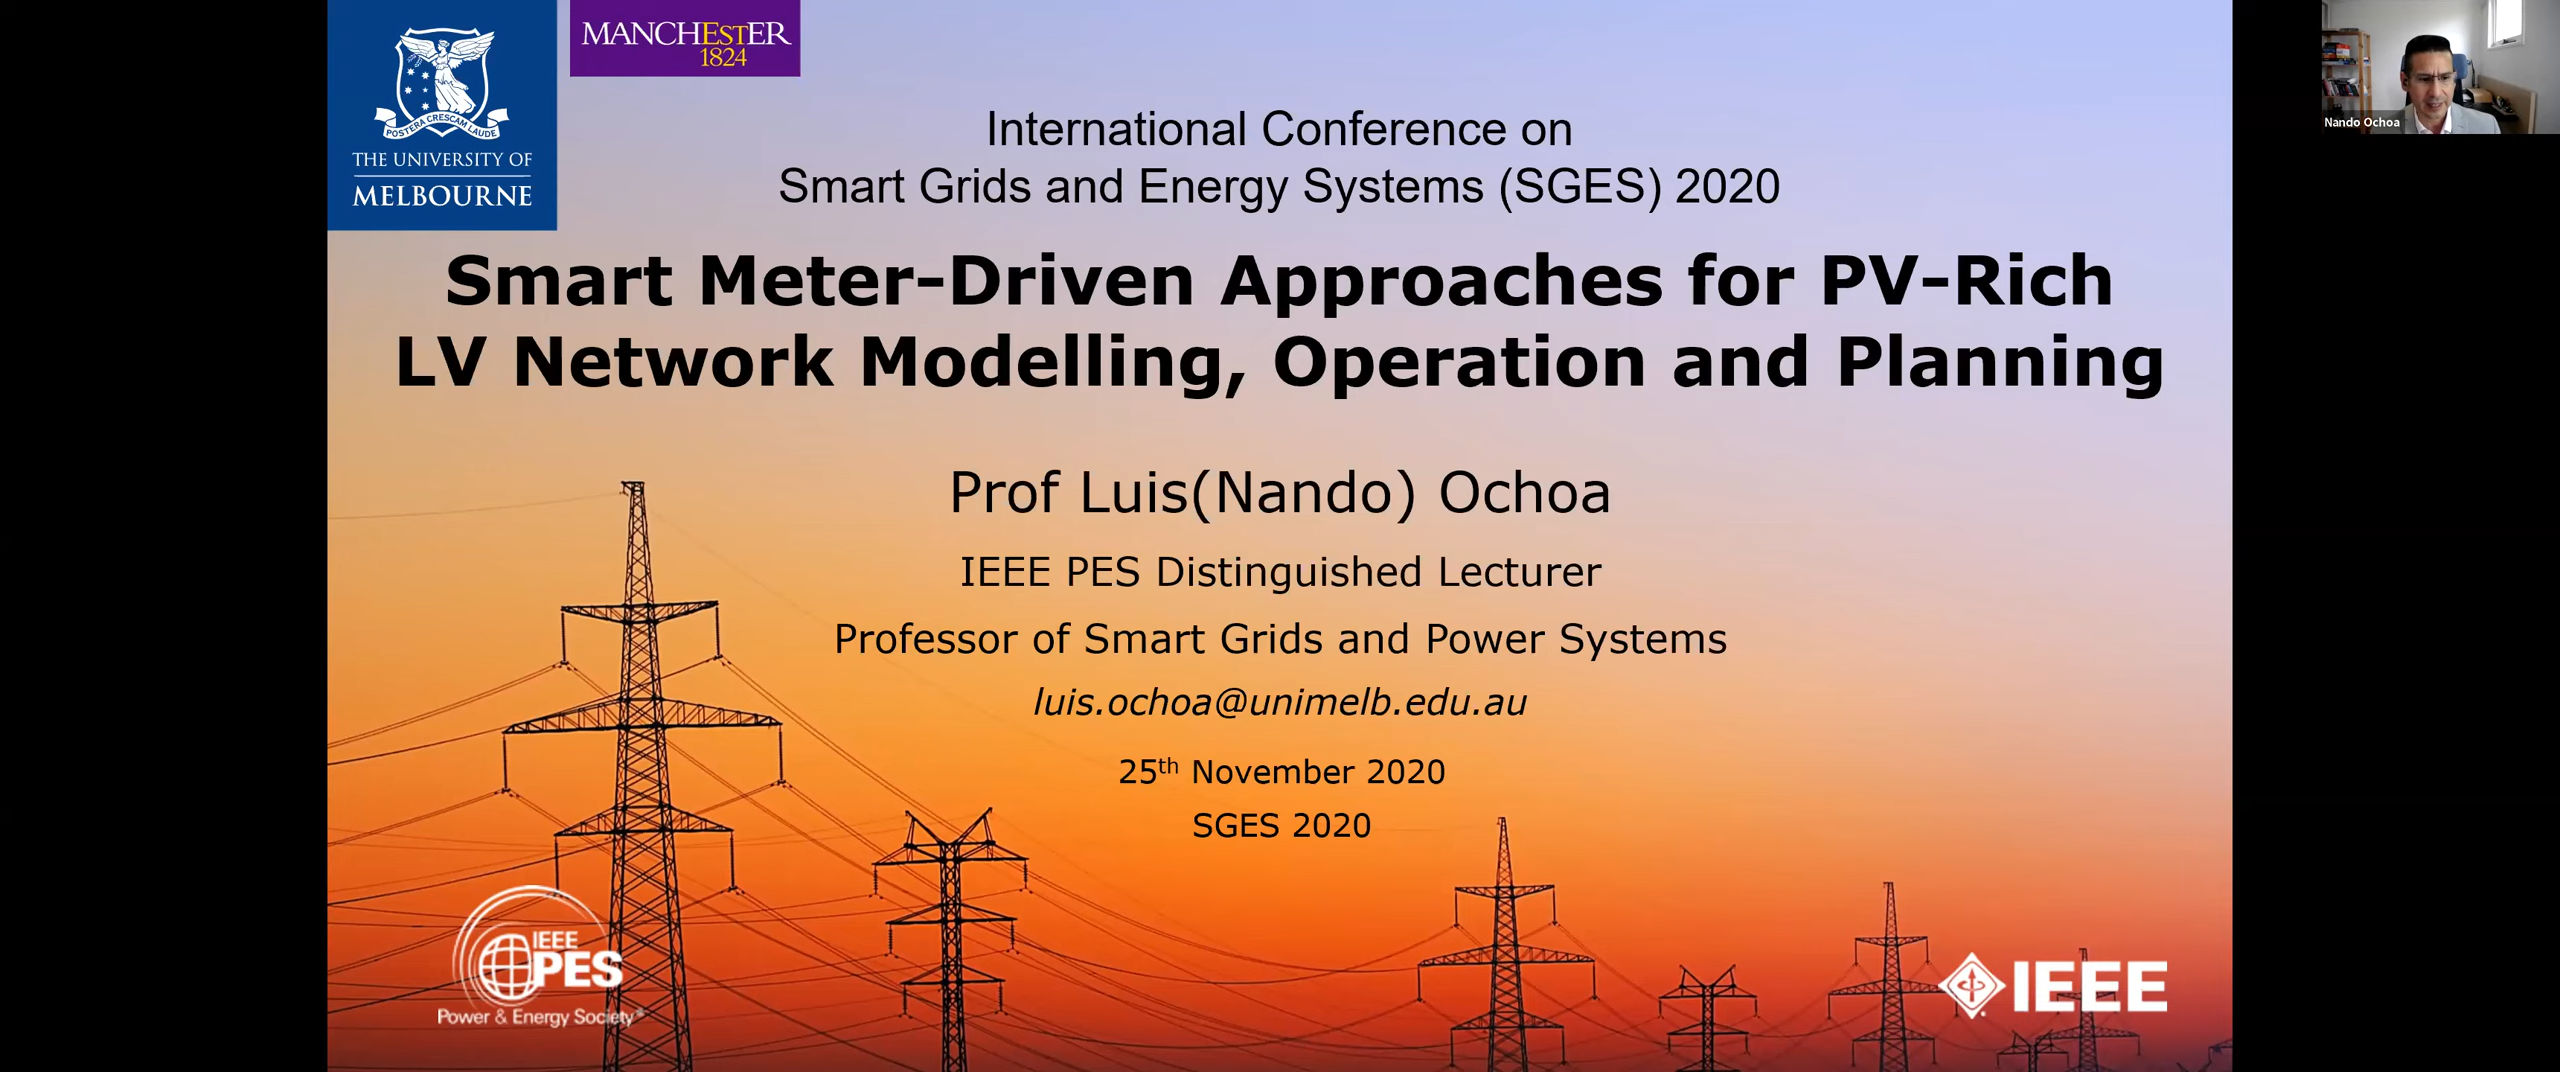 POSTERA CRESCAM LAUDE
THE UNIVERSITY OF
MELBOURNE
MANCHESTER
1824
Nando Ochoa
International Conference on
Smart Grids and Energy Systems (SGES) 2020
Smart Meter-Driven Approaches for PV-Rich
LV Network Modelling, Operation and Planning
Prof Luis(Nando) Ochoa
IEEE PES Distinguished Lecturer
Professor of Smart Grids and Power Systems
luis.ochoa@unimelb.edu.au
25th November 2020
SGES 2020
IEEE
PES
Power & Energy Society®
IEEE